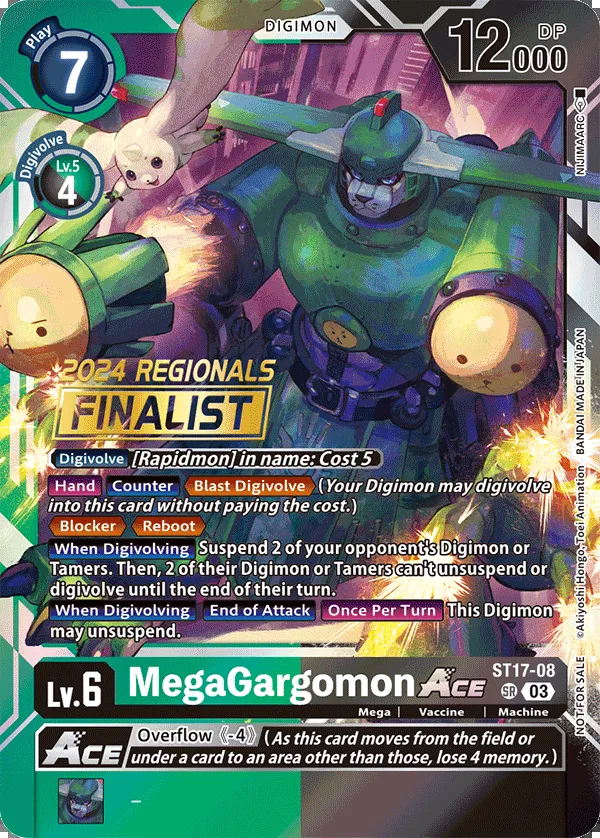 DIGIMON
Play
7
12000
DP
Digivolve
Lv.5
4
NIJIMAARC
2024 REGIONALS
FINALIST
Digivolve [Rapidmon] in name: Cost 5
Hand Counter Blast Digivolve (Your Digimon may digivolve
into this card without paying the cost.)
Blocker Reboot
When Digivolving Suspend 2 of your opponent's Digimon or
Tamers. Then, 2 of their Digimon or Tamers can't unsuspend or
digivolve until the end of their turn.
When Digivolving End of Attack Once Per Turn This Digimon
may unsuspend.
©Akiyoshi Hongo, Toei Animation BANDAI MADE IN JAPAN
NOT FOR SALE
Lv.6 MegaGargomon ACE
ST17-08
SR 03
Mega | Vaccine | Machine
ACE Overflow 《-4》 (As this card moves from the field or
under a card to an area other than those, lose 4 memory.)
–